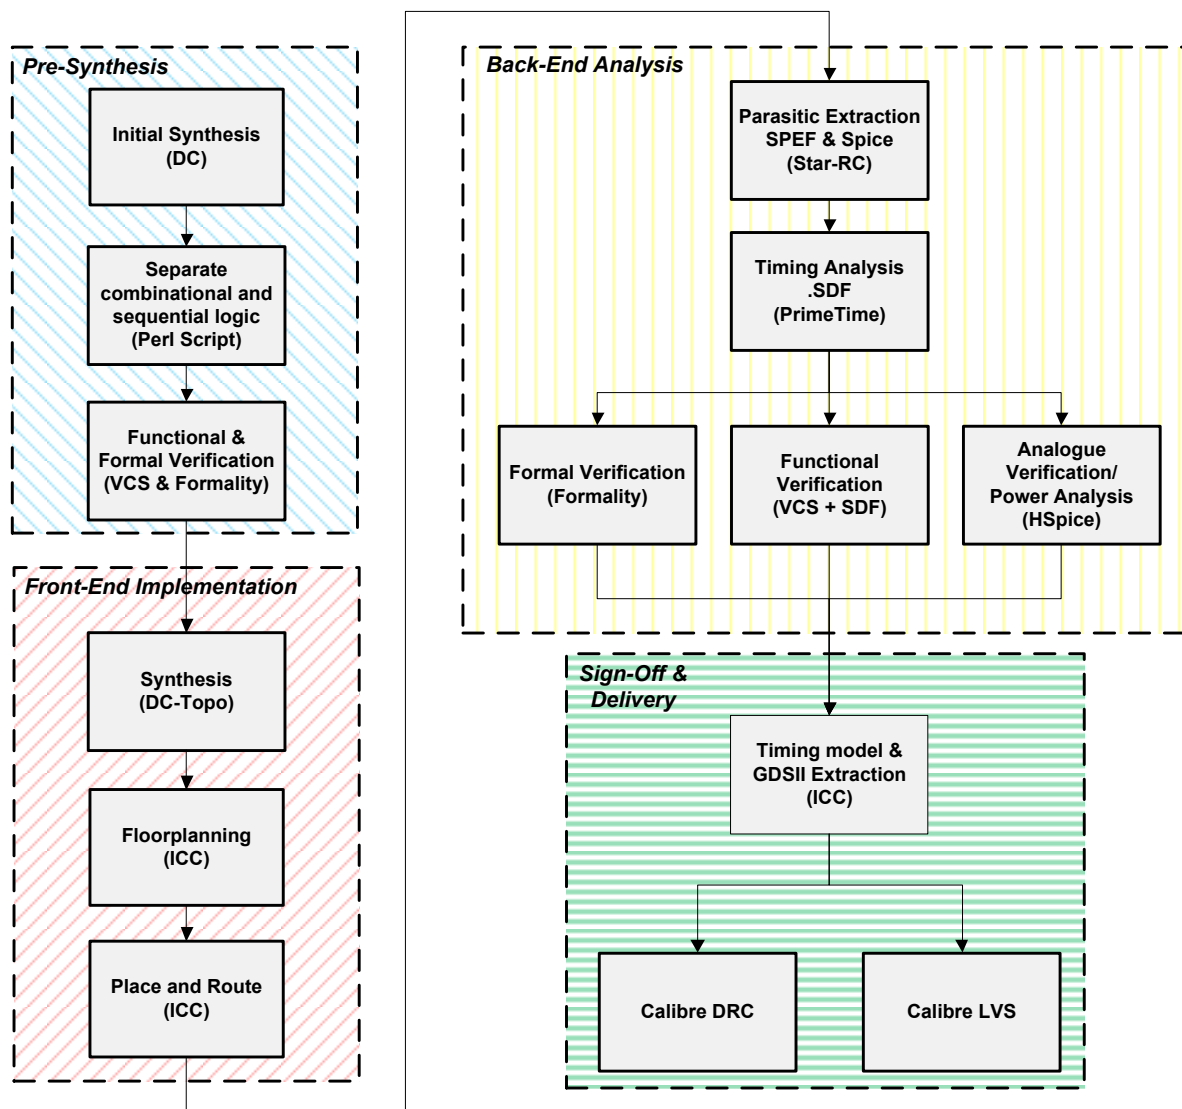 Pre-Synthesis
Initial Synthesis
(DC)
Separate
combinational and
sequential logic
(Perl Script)
Functional &
Formal Verification
(VCS & Formality)
Front-End Implementation
Synthesis
(DC-Topo)
Floorplanning
(ICC)
Place and Route
(ICC)
Back-End Analysis
Parasitic Extraction
SPEF & Spice
(Star-RC)
Timing Analysis
.SDF
(PrimeTime)
Formal Verification
(Formality)
Functional
Verification
(VCS + SDF)
Analogue
Verification/
Power Analysis
(HSpice)
Sign-Off &
Delivery
Timing model &
GDSII Extraction
(ICC)
Calibre DRC
Calibre LVS